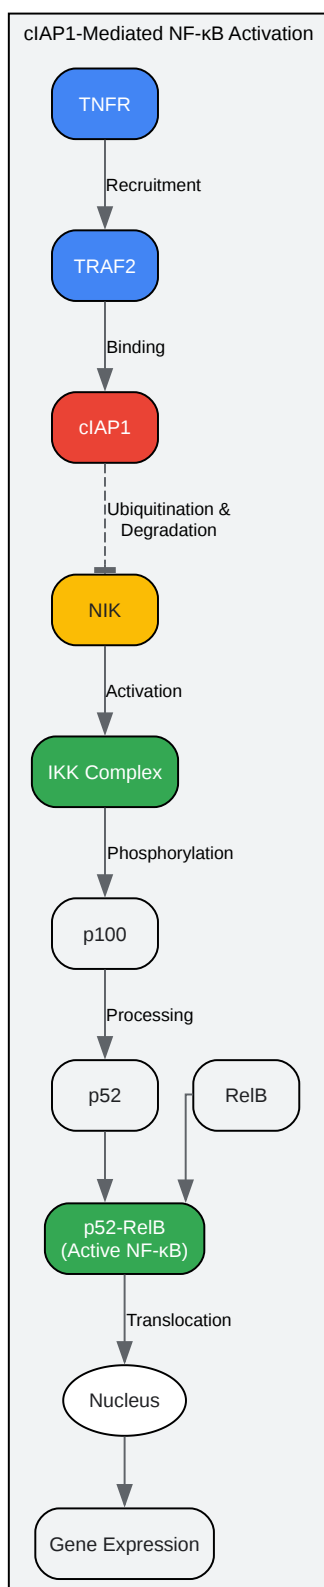 cIAP1-Mediated NF-κB Activation
TNFR
Recruitment
TRAF2
Binding
cIAP1
Ubiquitination &
Degradation
NIK
Activation
IKK Complex
Phosphorylation
p100
Processing
p52
RelB
p52-RelB
(Active NF-κB)
Translocation
Nucleus
Gene Expression